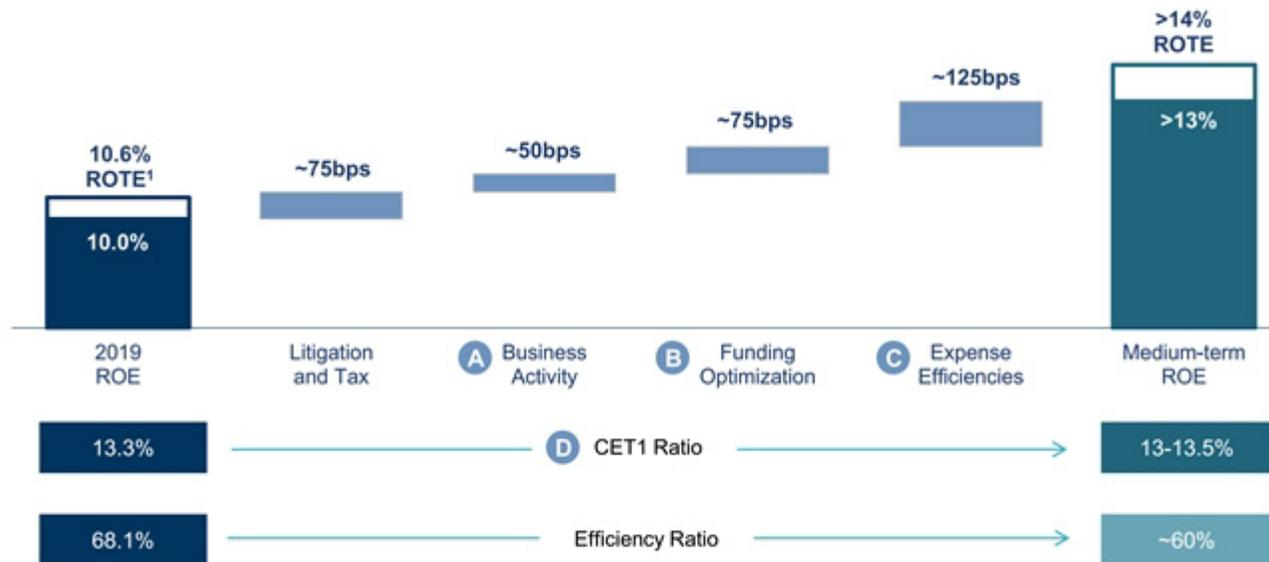 >14%
ROTE
~125bps
>13%
~75bps
10.6%
ROTE¹
~75bps
~50bps
10.0%
2019
ROE
Litigation
and Tax
A Business
Activity
B Funding
Optimization
C Expense
Efficiencies
Medium-term
ROE
13.3%
D CET1 Ratio
13-13.5%
68.1%
Efficiency Ratio
~60%